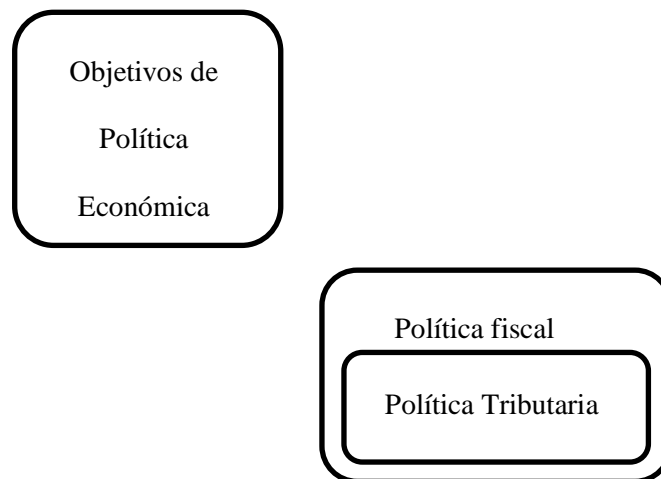 Objetivos de
Política
Económica
Política fiscal
Política Tributaria